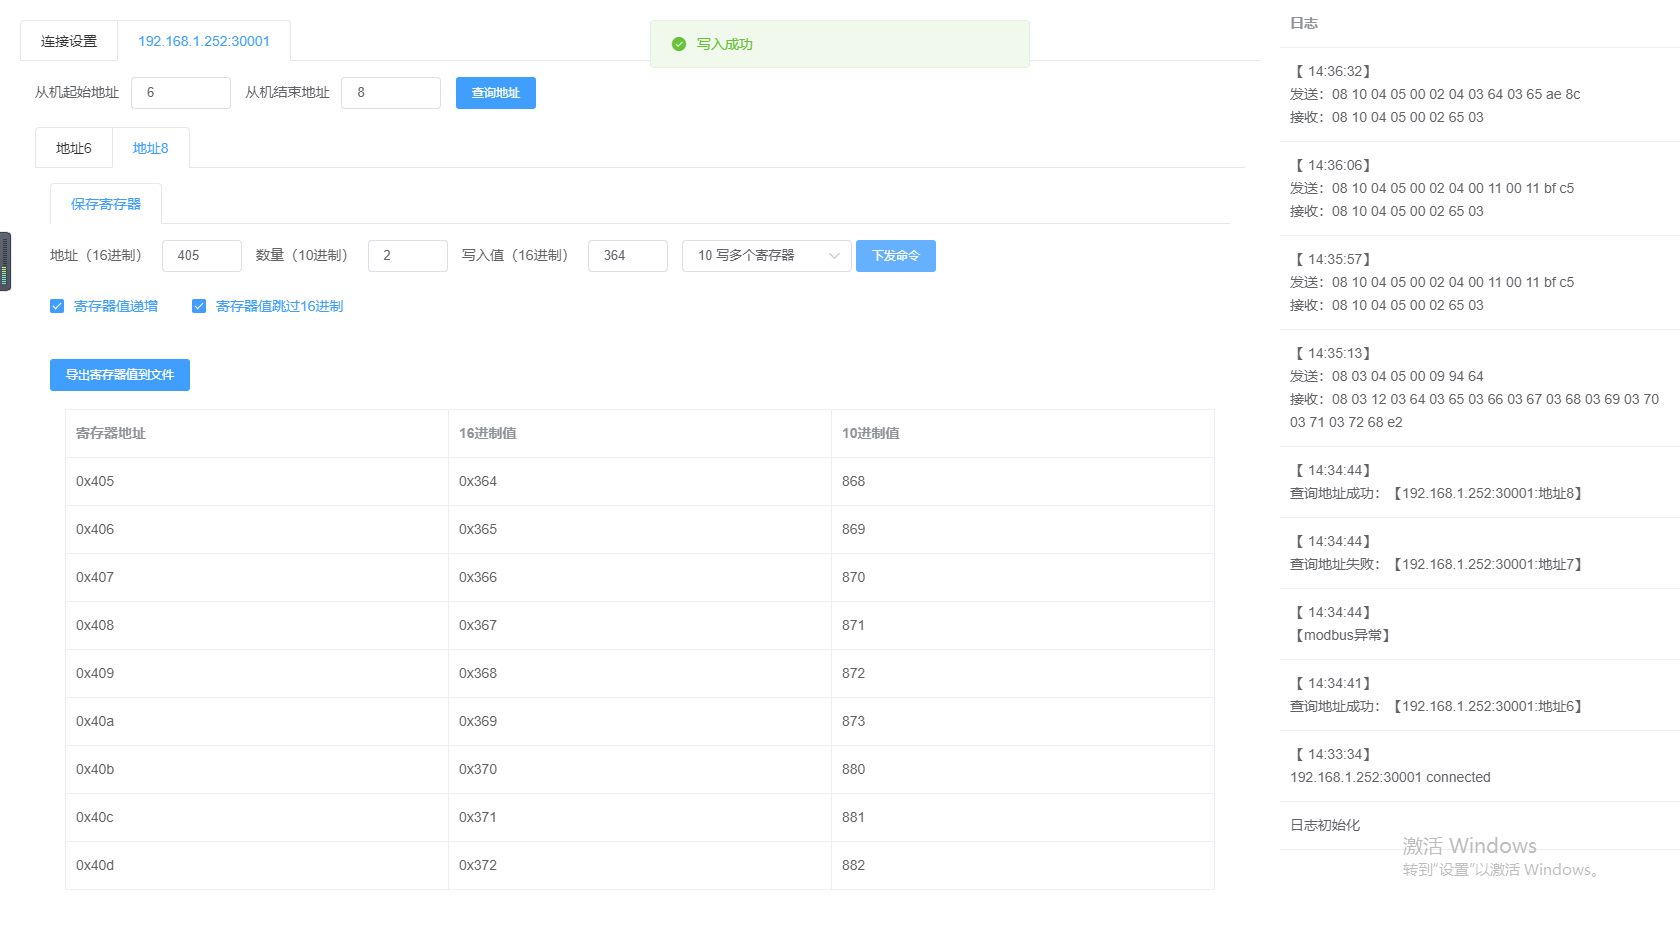 连接设置
192.168.1.252:30001
写入成功
从机起始地址 6 从机结束地址 8 查询地址
地址6 地址8
保存寄存器
地址（16进制） 405 数量（10进制） 2 写入值（16进制） 364 10 写多个寄存器 下发命令
寄存器值递增 寄存器值跳过16进制
导出寄存器值到文件
寄存器地址 16进制值 10进制值
0x405 0x364 868
0x406 0x365 869
0x407 0x366 870
0x408 0x367 871
0x409 0x368 872
0x40a 0x369 873
0x40b 0x370 880
0x40c 0x371 881
0x40d 0x372 882
日志
【 14:36:32】
发送：08 10 04 05 00 02 04 03 64 03 65 ae 8c
接收：08 10 04 05 00 02 65 03
【 14:36:06】
发送：08 10 04 05 00 02 04 00 11 00 11 bf c5
接收：08 10 04 05 00 02 65 03
【 14:35:57】
发送：08 10 04 05 00 02 04 00 11 00 11 bf c5
接收：08 10 04 05 00 02 65 03
【 14:35:13】
发送：08 03 04 05 00 09 94 64
接收：08 03 12 03 64 03 65 03 66 03 67 03 68 03 69 03 70
03 71 03 72 68 e2
【 14:34:44】
查询地址成功：【192.168.1.252:30001:地址8】
【 14:34:44】
查询地址失败：【192.168.1.252:30001:地址7】
【 14:34:44】
【modbus异常】
【 14:34:41】
查询地址成功：【192.168.1.252:30001:地址6】
【 14:33:34】
192.168.1.252:30001 connected
日志初始化
激活 Windows
转到“设置”以激活 Windows。